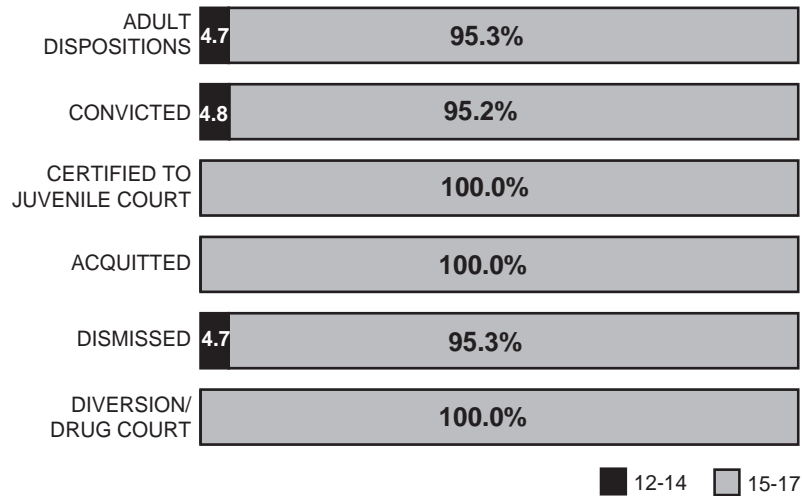 ADULT
DISPOSITIONS
4.7 95.3%
CONVICTED 4.8 95.2%
CERTIFIED TO
JUVENILE COURT
100.0%
ACQUITTED 100.0%
DISMISSED 4.7 95.3%
DIVERSION/
DRUG COURT
100.0%
12-14 15-17